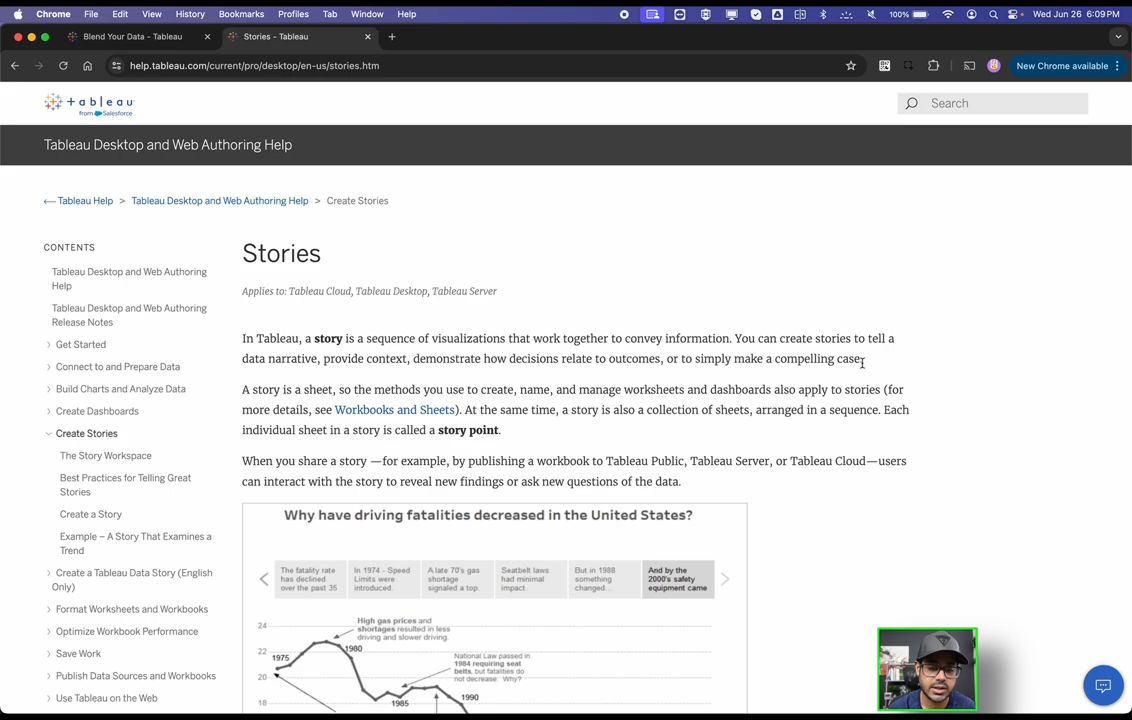 Chrome File Edit View History Bookmarks Profiles Tab Window Help 100% Wed Jun 26 6:09 PM
Blend Your Data - Tableau Stories - Tableau
help.tableau.com/current/pro/desktop/en-us/stories.htm New Chrome available
+ a b l e a u
from Salesforce
Search
Tableau Desktop and Web Authoring Help
Tableau Help > Tableau Desktop and Web Authoring Help > Create Stories
CONTENTS
Tableau Desktop and Web Authoring
Help
Tableau Desktop and Web Authoring
Release Notes
Get Started
Connect to and Prepare Data
Build Charts and Analyze Data
Create Dashboards
Create Stories
The Story Workspace
Best Practices for Telling Great
Stories
Create a Story
Example – A Story That Examines a
Trend
Create a Tableau Data Story (English
Only)
Format Worksheets and Workbooks
Optimize Workbook Performance
Save Work
Publish Data Sources and Workbooks
Use Tableau on the Web
Stories
Applies to: Tableau Cloud, Tableau Desktop, Tableau Server
In Tableau, a story is a sequence of visualizations that work together to convey information. You can create stories to tell a
data narrative, provide context, demonstrate how decisions relate to outcomes, or to simply make a compelling case.
A story is a sheet, so the methods you use to create, name, and manage worksheets and dashboards also apply to stories (for
more details, see Workbooks and Sheets). At the same time, a story is also a collection of sheets, arranged in a sequence. Each
individual sheet in a story is called a story point.
When you share a story —for example, by publishing a workbook to Tableau Public, Tableau Server, or Tableau Cloud—users
can interact with the story to reveal new findings or ask new questions of the data.
Why have driving fatalities decreased in the United States?
The fatality rate
has declined
over the past 35
In 1974 - Speed
Limits were
introduced.
A late 70's gas
shortage
signaled a top.
Seatbelt laws
had minimal
impact.
But in 1988
something
changed...
And by the
2000's safety
equipment came
24
22
20
18
High gas prices and
shortages resulted in less
driving and slower driving.
1975
1980
National Law passed in
1984 requiring seat
belts, but fatalities do
not decrease. Why?
1985
1990